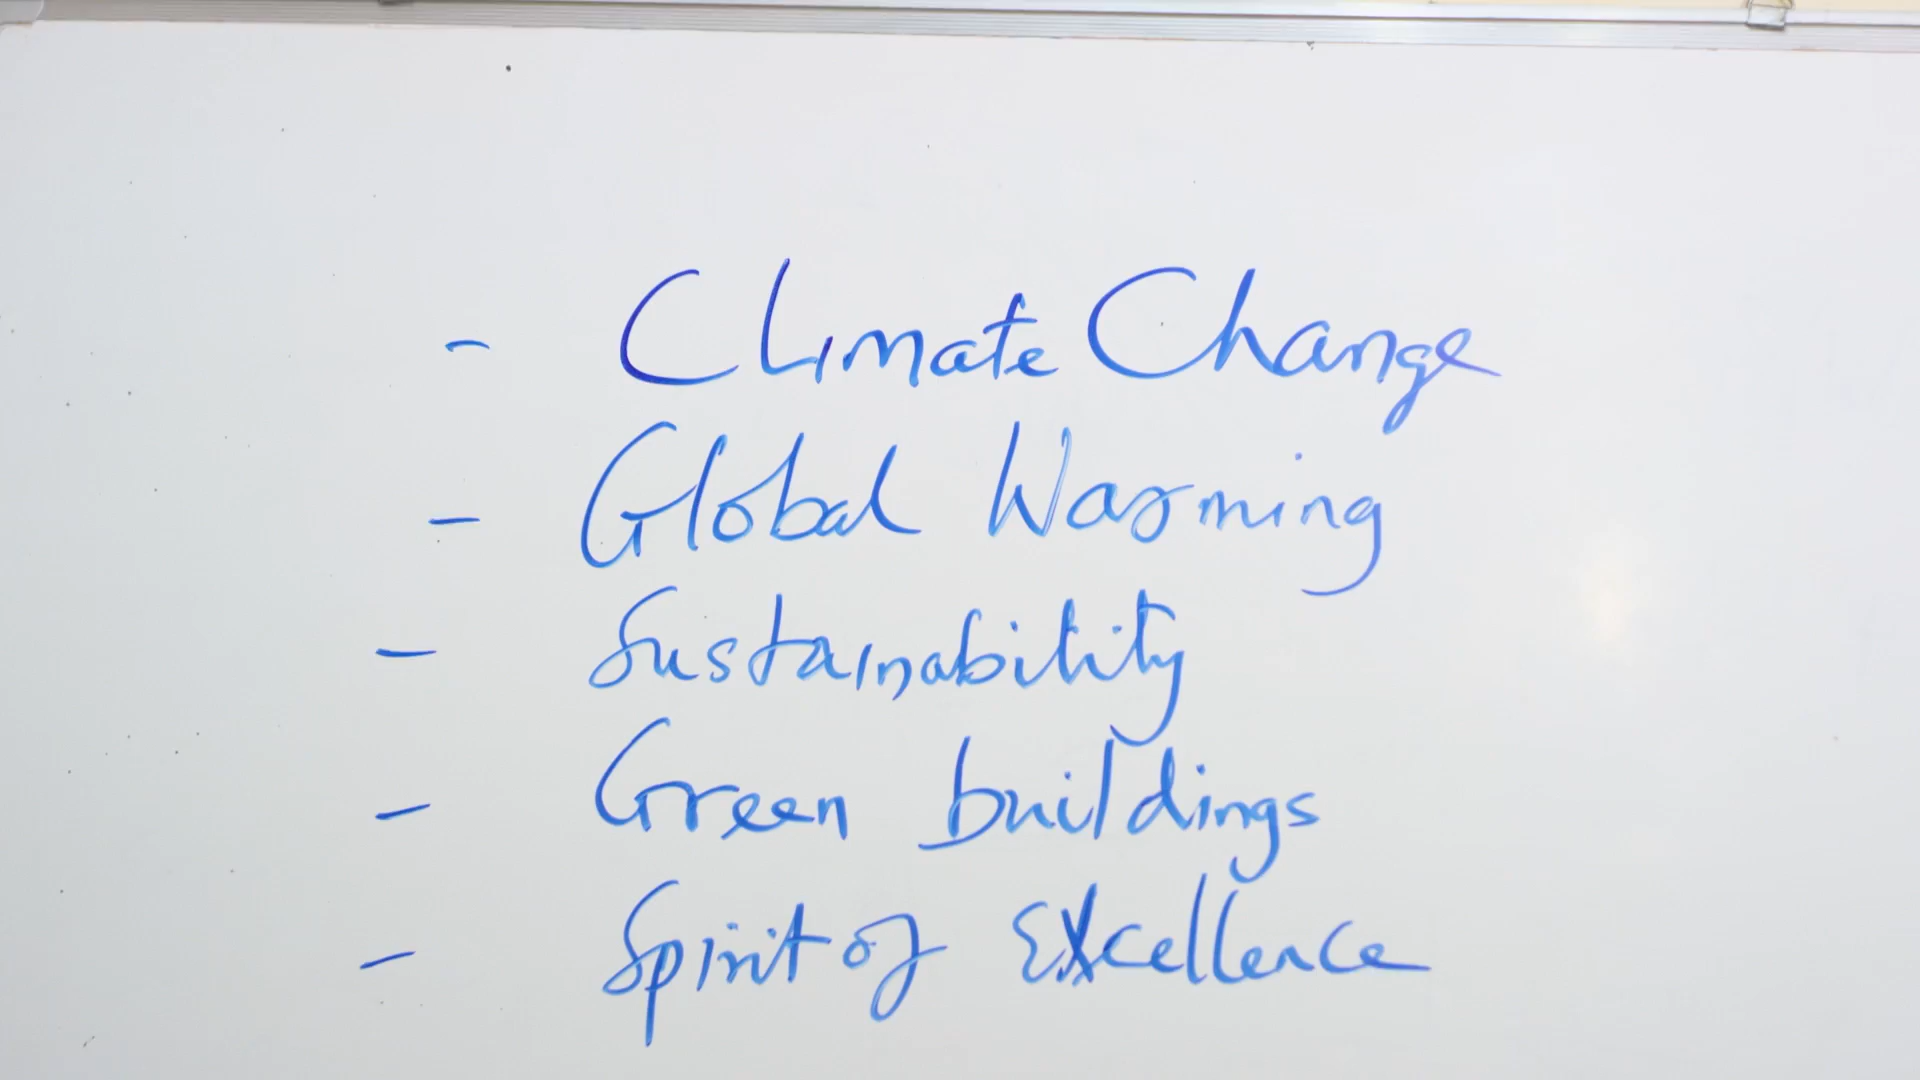 - Climate Change
- Global Warming
- Sustainability
- Green buildings
- Spirit of Excellence